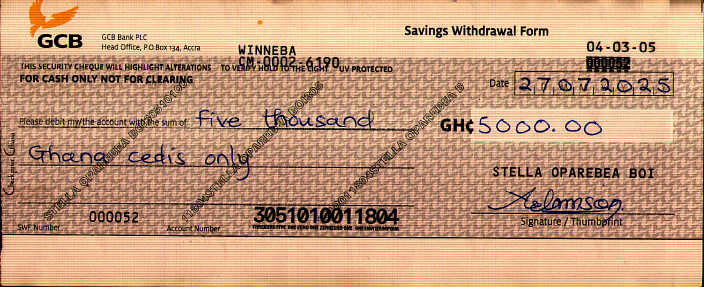 GCB
GCB Bank PLC
Head Office, P.O.Box 134, Accra
Savings Withdrawal Form
WINNEBA
CM-0002-6190
04-03-05
000052
THIS SECURITY CHEQUE WILL HIGHLIGHT ALTERATIONS TO VERIFY HOLD TO THE LIGHT UV PROTECTED
FOR CASH ONLY NOT FOR CLEARING
Date 27072025
Please debit my/the account with the sum of five thousand
GH¢ 5000.00
Ghana cedis only
STELLA OPAREBEA BOI
000052
3051010011804
SWF Number
Account Number
Signature / Thumbprint